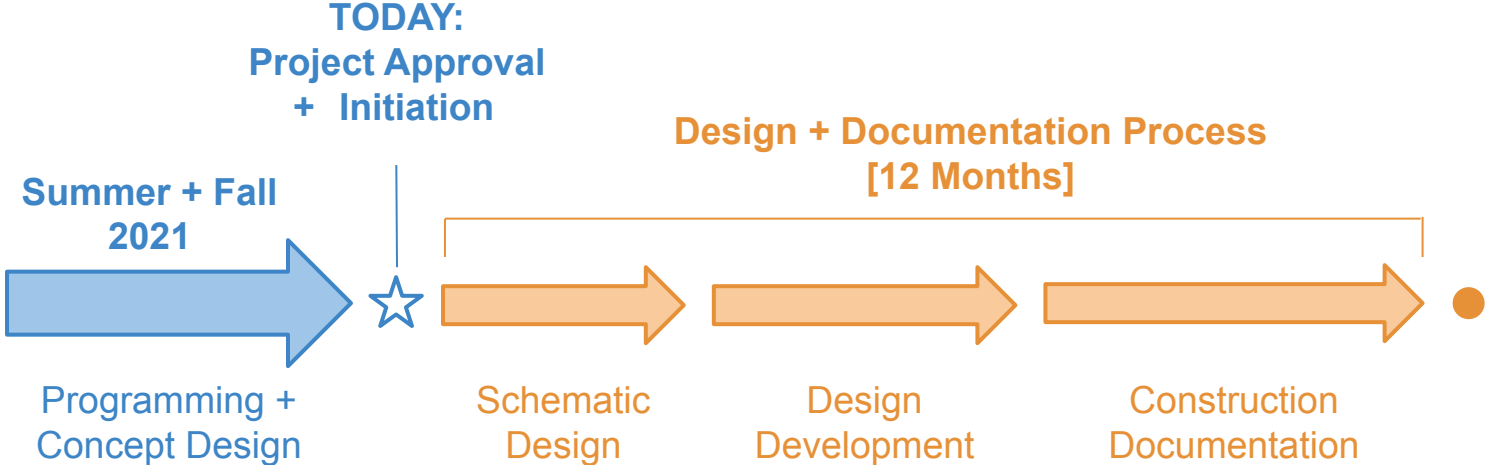 TODAY:
Project Approval
+ Initiation
Design + Documentation Process
[12 Months]
Summer + Fall
2021
Programming +
Concept Design
Schematic
Design
Design
Development
Construction
Documentation